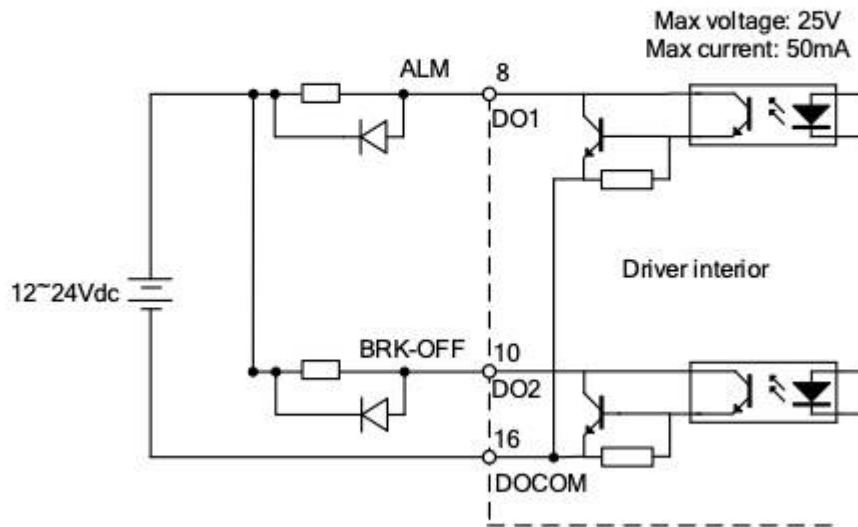 Max voltage: 25V
Max current: 50mA
ALM
8
DO1
12~24Vdc
Driver interior
BRK-OFF
10
DO2
16
DOCOM